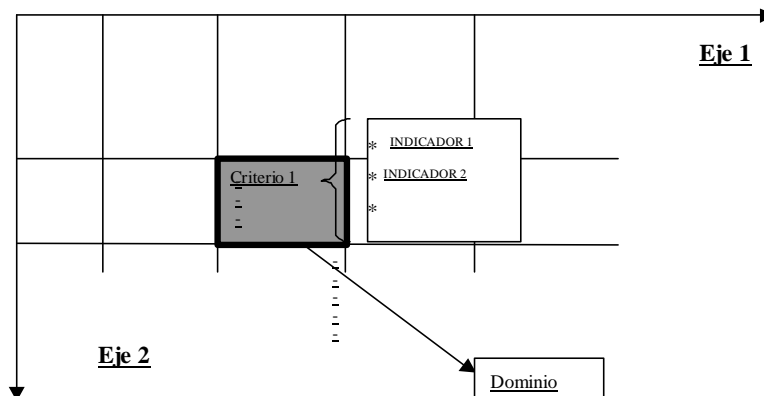 Eje 1
* INDICADOR 1
Criterio 1
* INDICADOR 2
-
-
*
-
-
-
-
-
-
Eje 2
Dominio